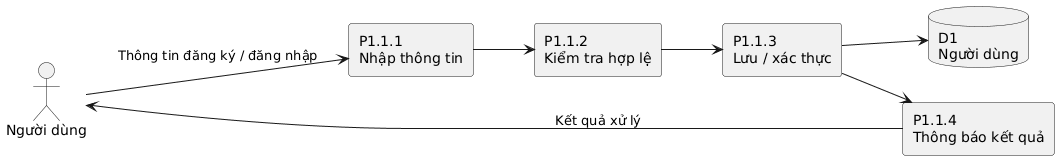 Người dùng
Thông tin đăng ký / đăng nhập
P1.1.1
Nhập thông tin
P1.1.2
Kiểm tra hợp lệ
P1.1.3
Lưu / xác thực
D1
Người dùng
P1.1.4
Thông báo kết quả
Kết quả xử lý